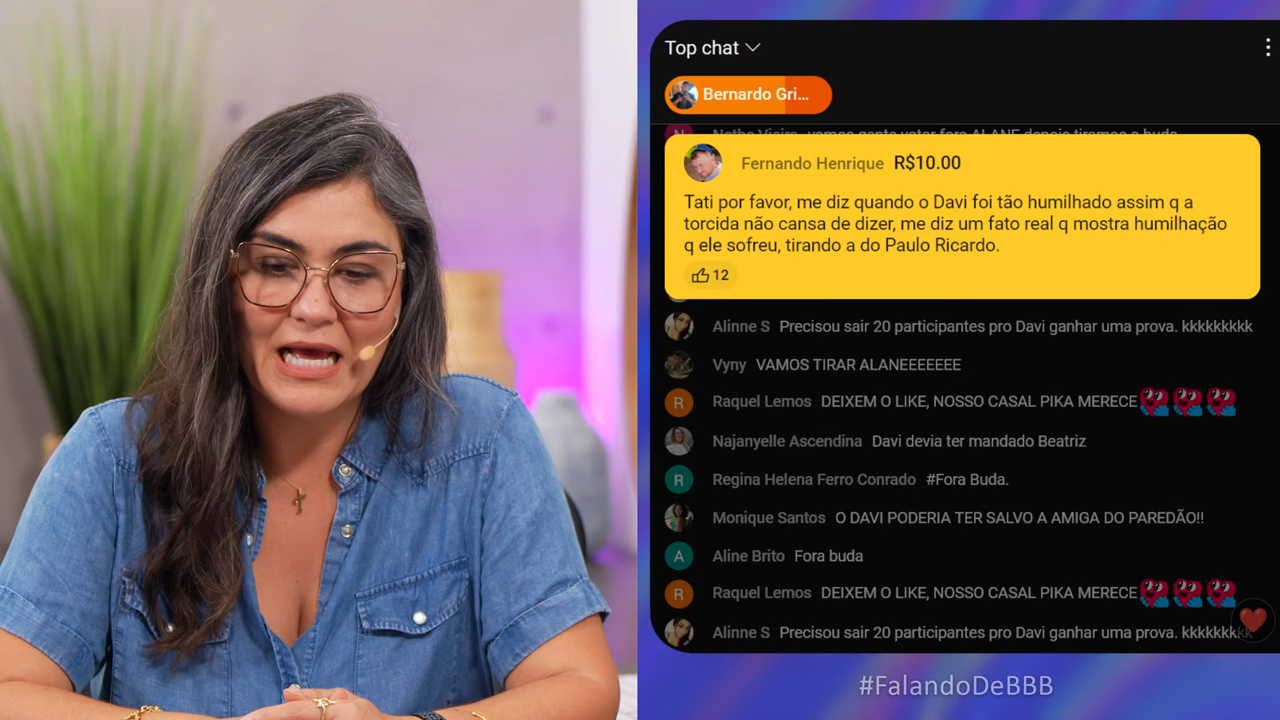 Top chat
Bernardo Gri...
Fernando Henrique R$10.00
Tati por favor, me diz quando o Davi foi tão humilhado assim q a
torcida não cansa de dizer, me diz um fato real q mostra humilhação
q ele sofreu, tirando a do Paulo Ricardo.
12
Alinne S Precisou sair 20 participantes pro Davi ganhar uma prova. kkkkkkkkk
Vyny VAMOS TIRAR ALANEEEEEEE
R Raquel Lemos DEIXEM O LIKE, NOSSO CASAL PIKA MERECE
Najanyelle Ascendina Davi devia ter mandado Beatriz
R Regina Helena Ferro Conrado #Fora Buda.
Monique Santos O DAVI PODERIA TER SALVO A AMIGA DO PAREDÃO!!
A Aline Brito Fora buda
R Raquel Lemos DEIXEM O LIKE, NOSSO CASAL PIKA MERECE
Alinne S Precisou sair 20 participantes pro Davi ganhar uma prova. kkkkkkkkk
#FalandoDeBBB